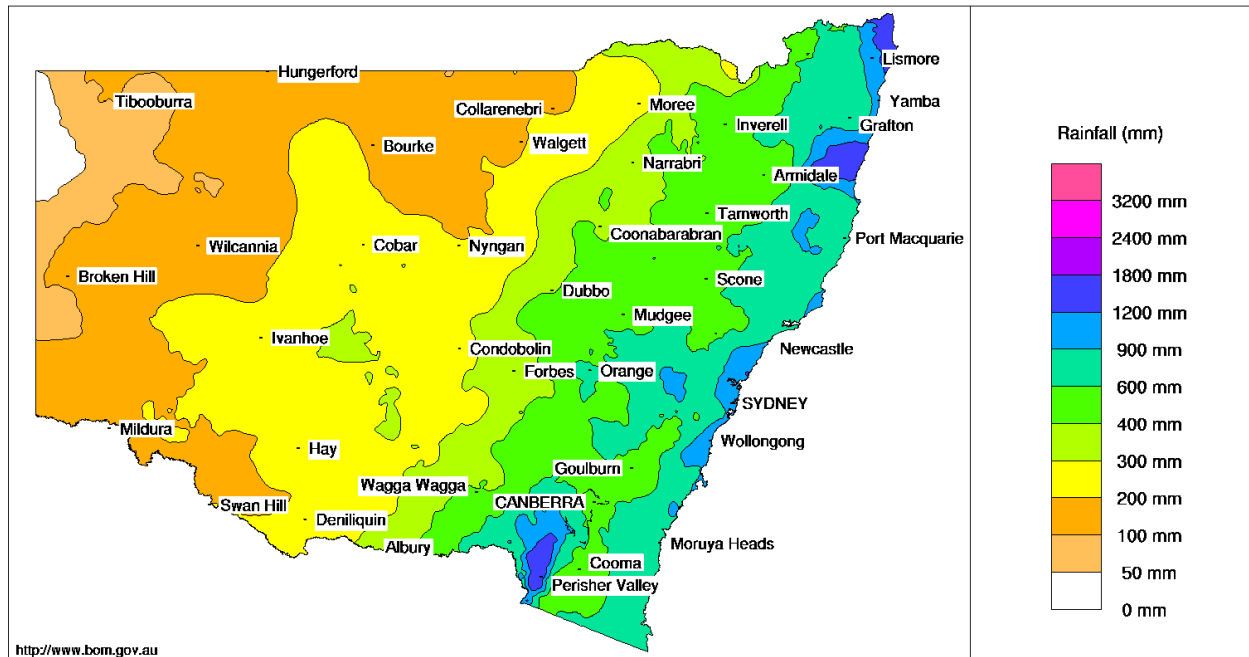 Lismore
Hungerford
Tibooburra
Yamba
Collarenebri
Moree
Grafton
Inverell
Bourke
Walgett
Narrabri
Armidale
Tamworth
Coonabarabran
Port Macquarie
Wilcannia
Cobar
Nyngan
Broken Hill
Scone
Dubbo
Mudgee
Ivanhoe
Condobolin
Newcastle
Forbes
Orange
SYDNEY
Mildura
Wollongong
Hay
Goulburn
Wagga Wagga
CANBERRA
Swan Hill
Deniliquin
Albury
Moruya Heads
Cooma
Perisher Valley
http://www.bom.gov.au
Rainfall (mm)
3200 mm
2400 mm
1800 mm
1200 mm
900 mm
600 mm
400 mm
300 mm
200 mm
100 mm
50 mm
0 mm